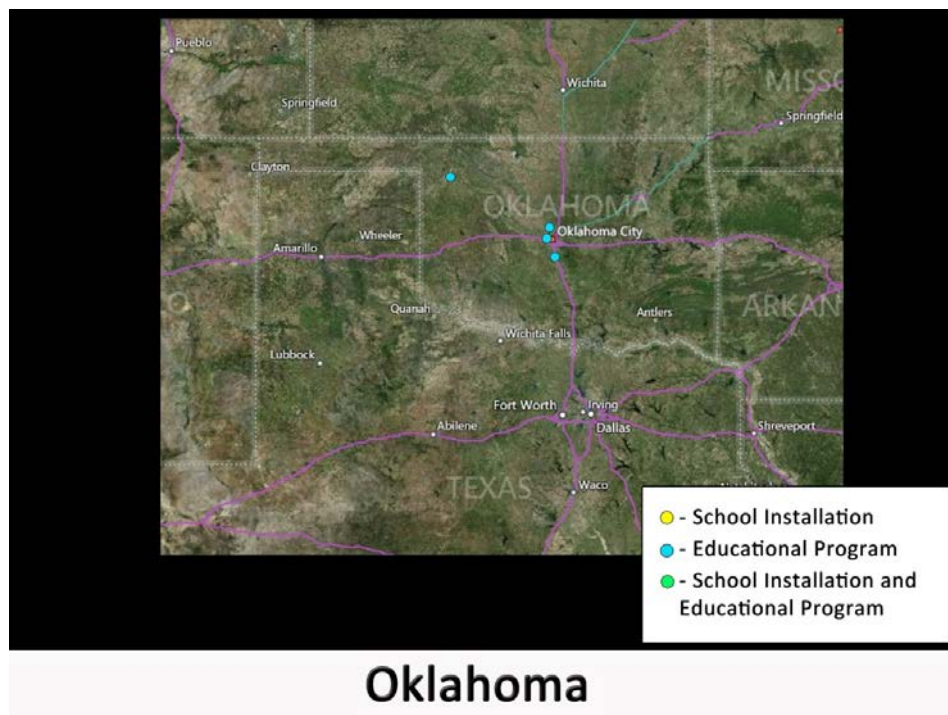 Pueblo
Wichita
MISSO
Springfield
Springfield
Clayton
OKLAHOMA
Oklahoma City
Wheeler
Amarillo
O
ARKAN
Quanah
Antlers
Wichita Falls
Lubbock
Fort Worth
Irving
Dallas
Abilene
Shreveport
TEXAS
Waco
- School Installation
- Educational Program
- School Installation and
Educational Program
Oklahoma